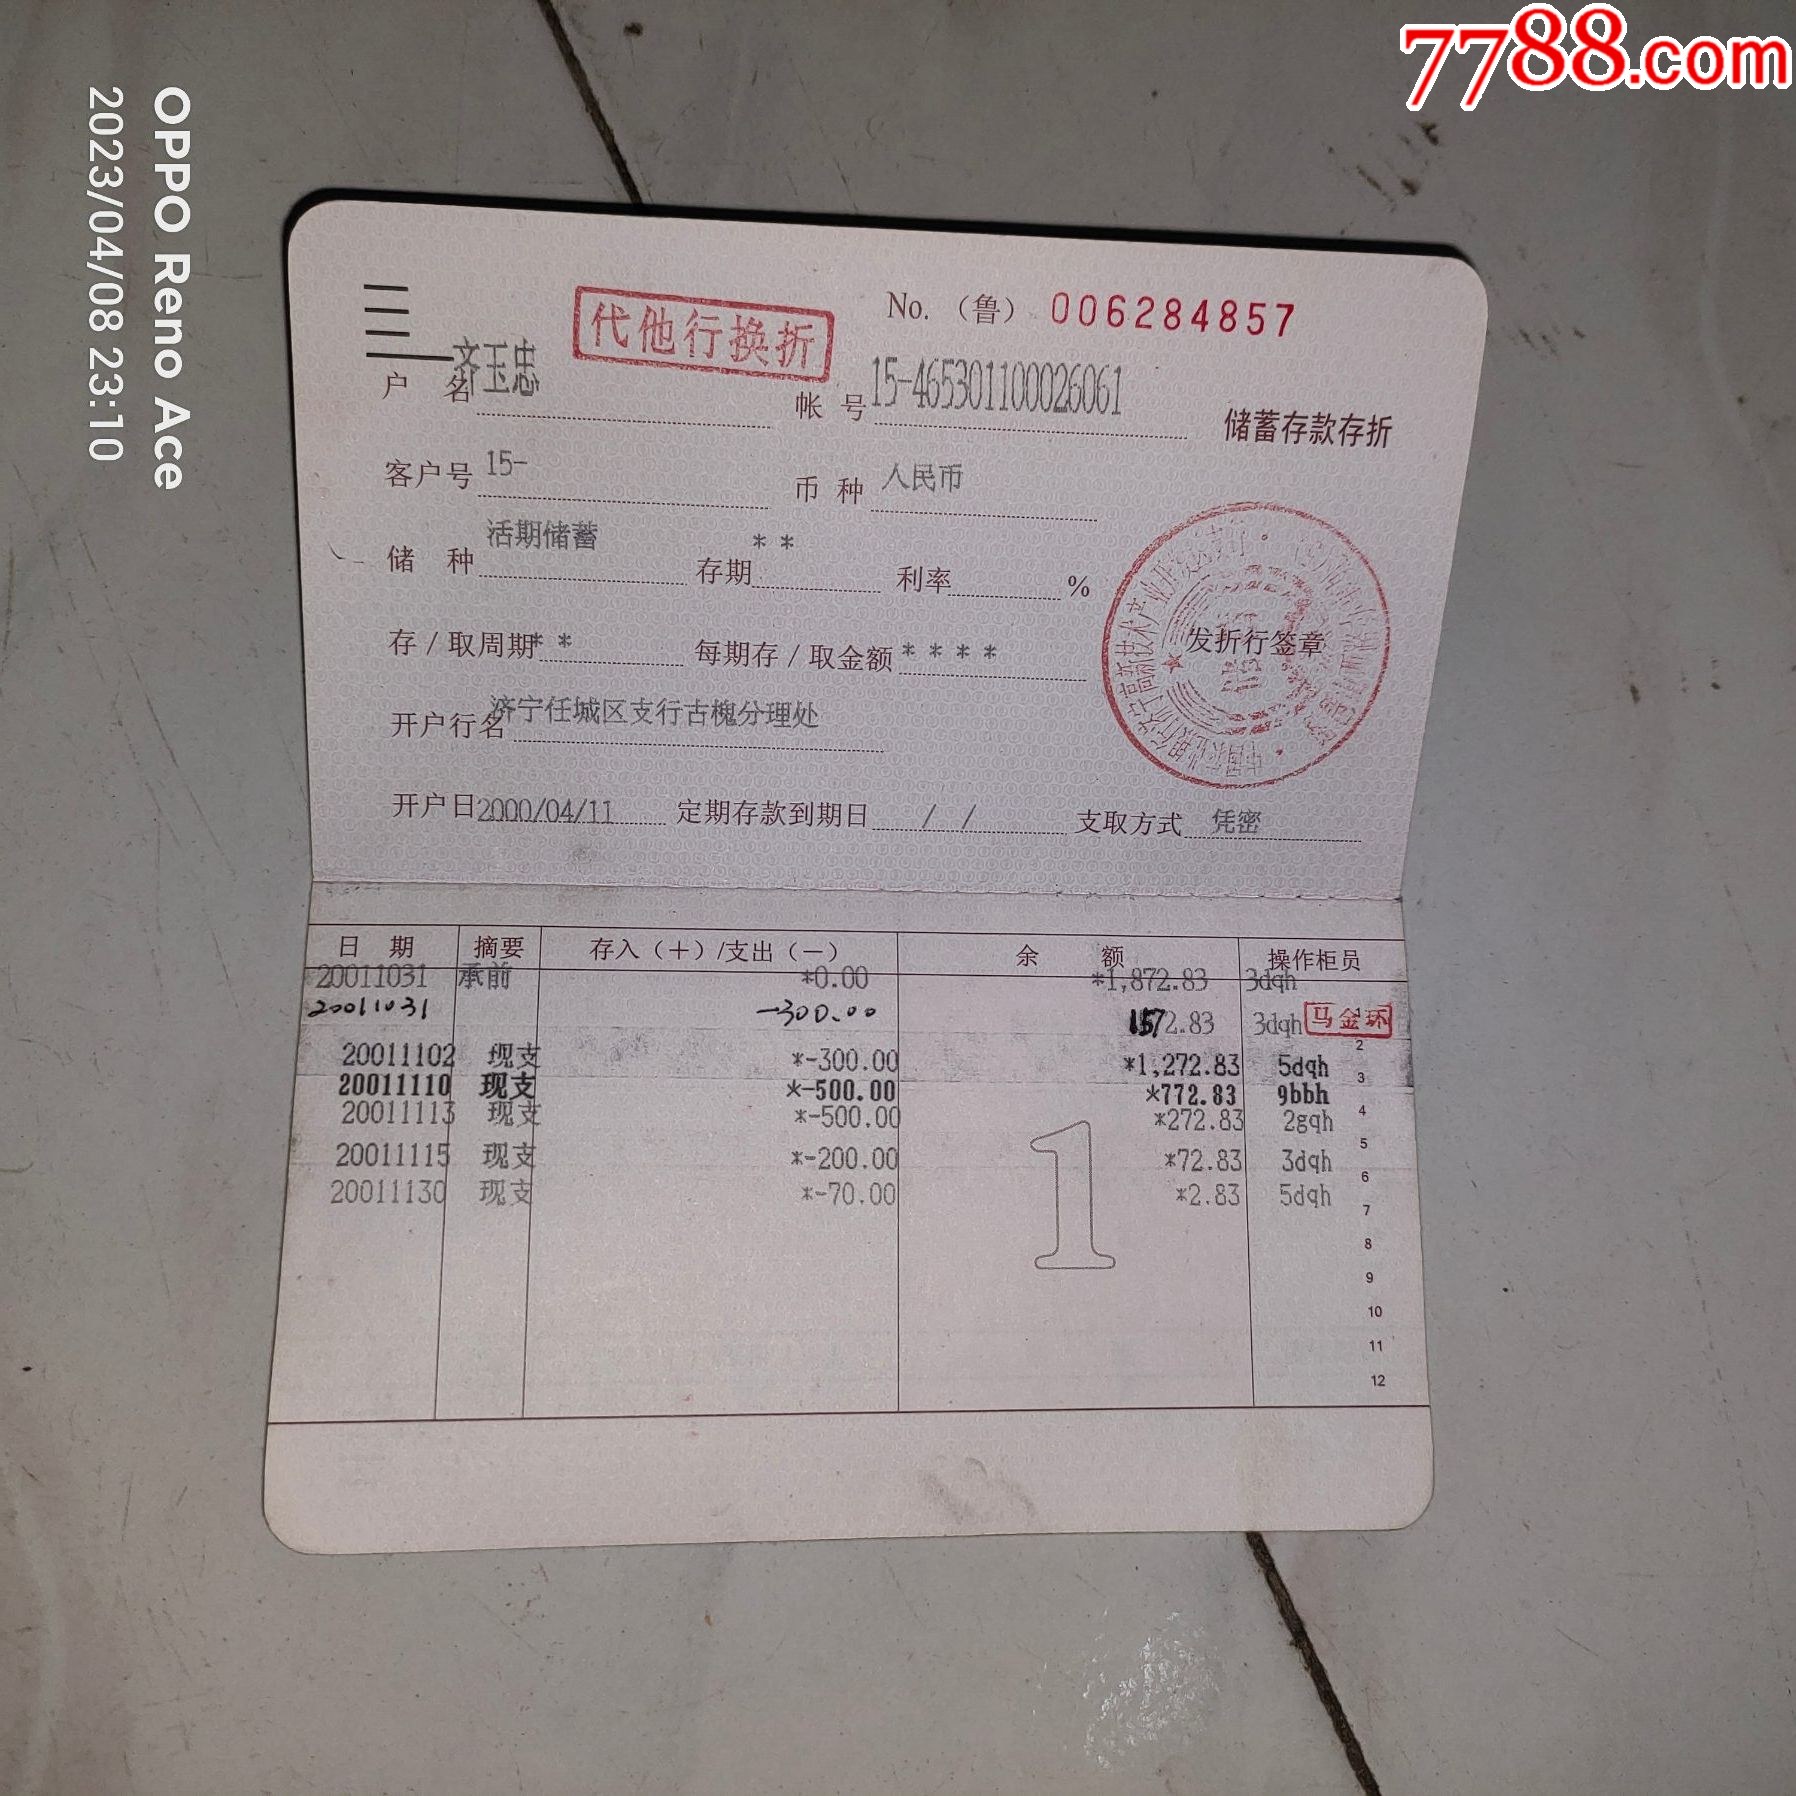 7788.com
OPPO Reno Ace
2023/04/08 23:10
代他行换折
No. （鲁） 006284857
户 名 齐玉忠 帐 号 15-465301100026061
储蓄存款存折
客户号 15- 币 种 人民币
储 种 活期储蓄 存期 ** 利率 %
存/取周期 ** 每期存/取金额 ****
发折行签章
开户行名 济宁任城区支行古槐分理处
开户日 2000/04/11 定期存款到期日 / / 支取方式 凭密
日 期 摘要 存入（+）/支出（-） 余 额 操作柜员
20011031 承前 *0.00 *1,872.83 3dqh
20011031 -300.00 1572.83 3dqh 马金环 1
20011102 现支 *-300.00 *1,272.83 5dqh 2
20011110 现支 *-500.00 *772.83 9bbh 3
20011113 现支 *-500.00 *272.83 2gqh 4
20011115 现支 *-200.00 *72.83 3dqh 5
20011130 现支 *-70.00 *2.83 5dqh 6
1
7
8
9
10
11
12